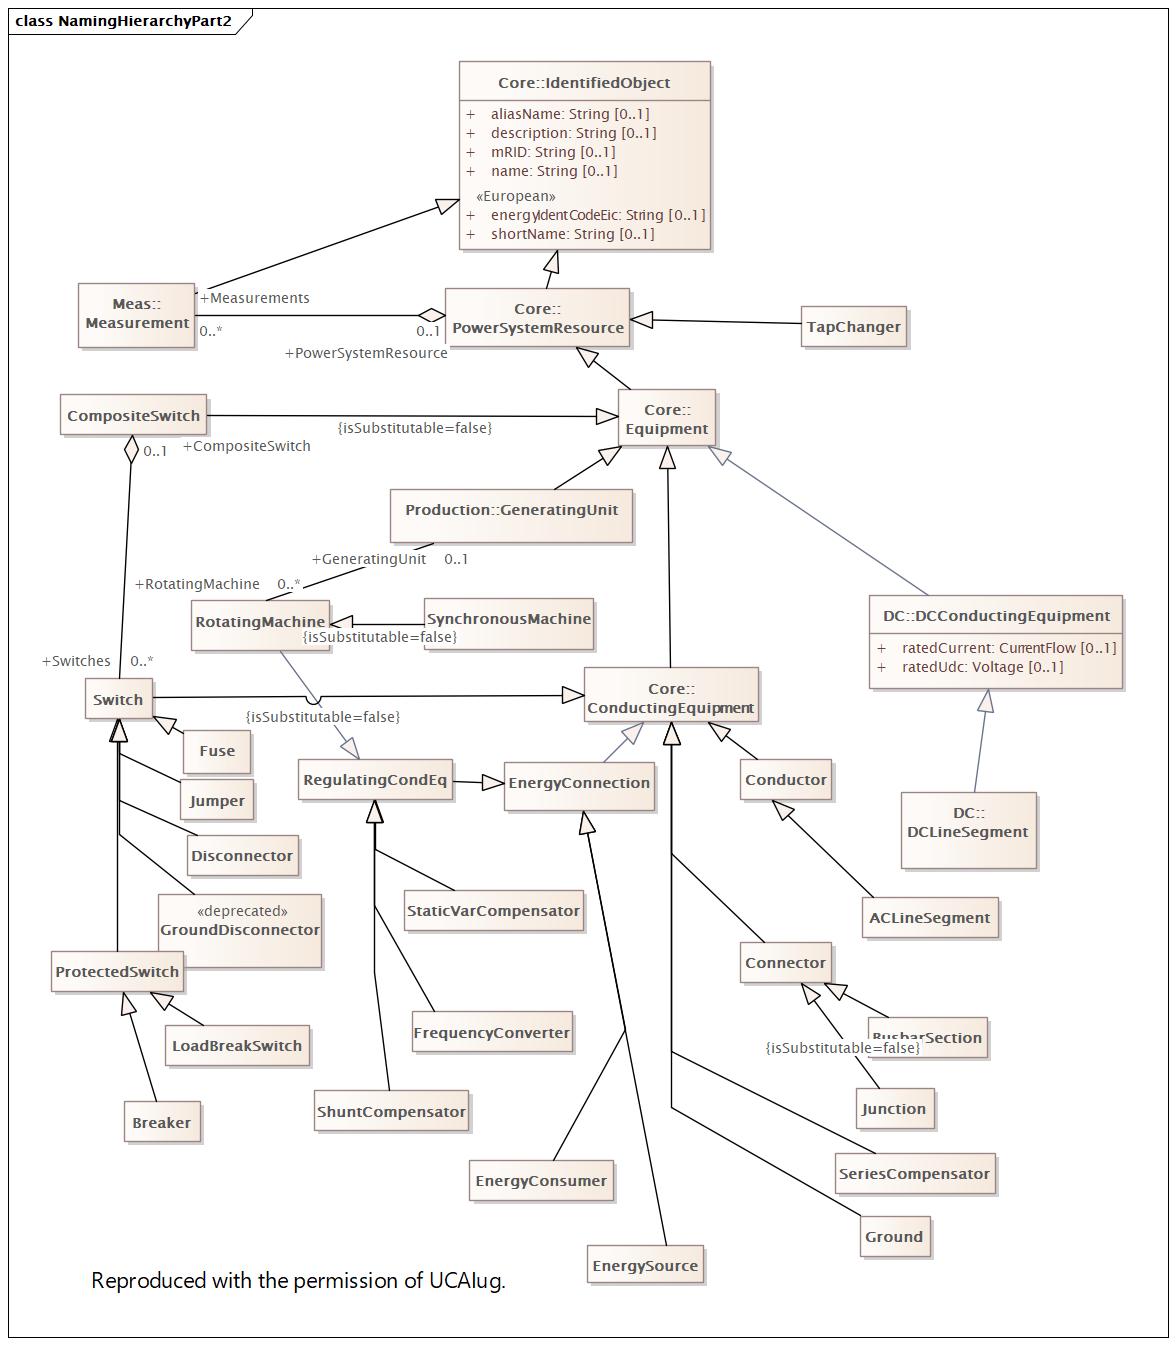 class NamingHierarchyPart2
Core::IdentifiedObject
+ aliasName: String [0..1]
+ description: String [0..1]
+ mRID: String [0..1]
+ name: String [0..1]
«European»
+ energyIdentCodeEic: String [0..1]
+ shortName: String [0..1]
Meas::
Measurement
+Measurements
0..*
0..1
+PowerSystemResource
Core::
PowerSystemResource
TapChanger
CompositeSwitch
{isSubstitutable=false}
0..1
+CompositeSwitch
Core::
Equipment
Production::GeneratingUnit
+GeneratingUnit
0..1
+RotatingMachine
0..*
RotatingMachine
SynchronousMachine
{isSubstitutable=false}
DC::DCConductingEquipment
+ ratedCurrent: CurrentFlow [0..1]
+ ratedUdc: Voltage [0..1]
+Switches
0..*
Switch
Core::
ConductingEquipment
{isSubstitutable=false}
Fuse
RegulatingCondEq
EnergyConnection
Conductor
Jumper
DC::
DCLineSegment
Disconnector
«deprecated»
GroundDisconnector
StaticVarCompensator
ACLineSegment
ProtectedSwitch
Connector
LoadBreakSwitch
FrequencyConverter
BusbarSection
{isSubstitutable=false}
Breaker
ShuntCompensator
Junction
EnergyConsumer
SeriesCompensator
Ground
EnergySource
Reproduced with the permission of UCAIug.